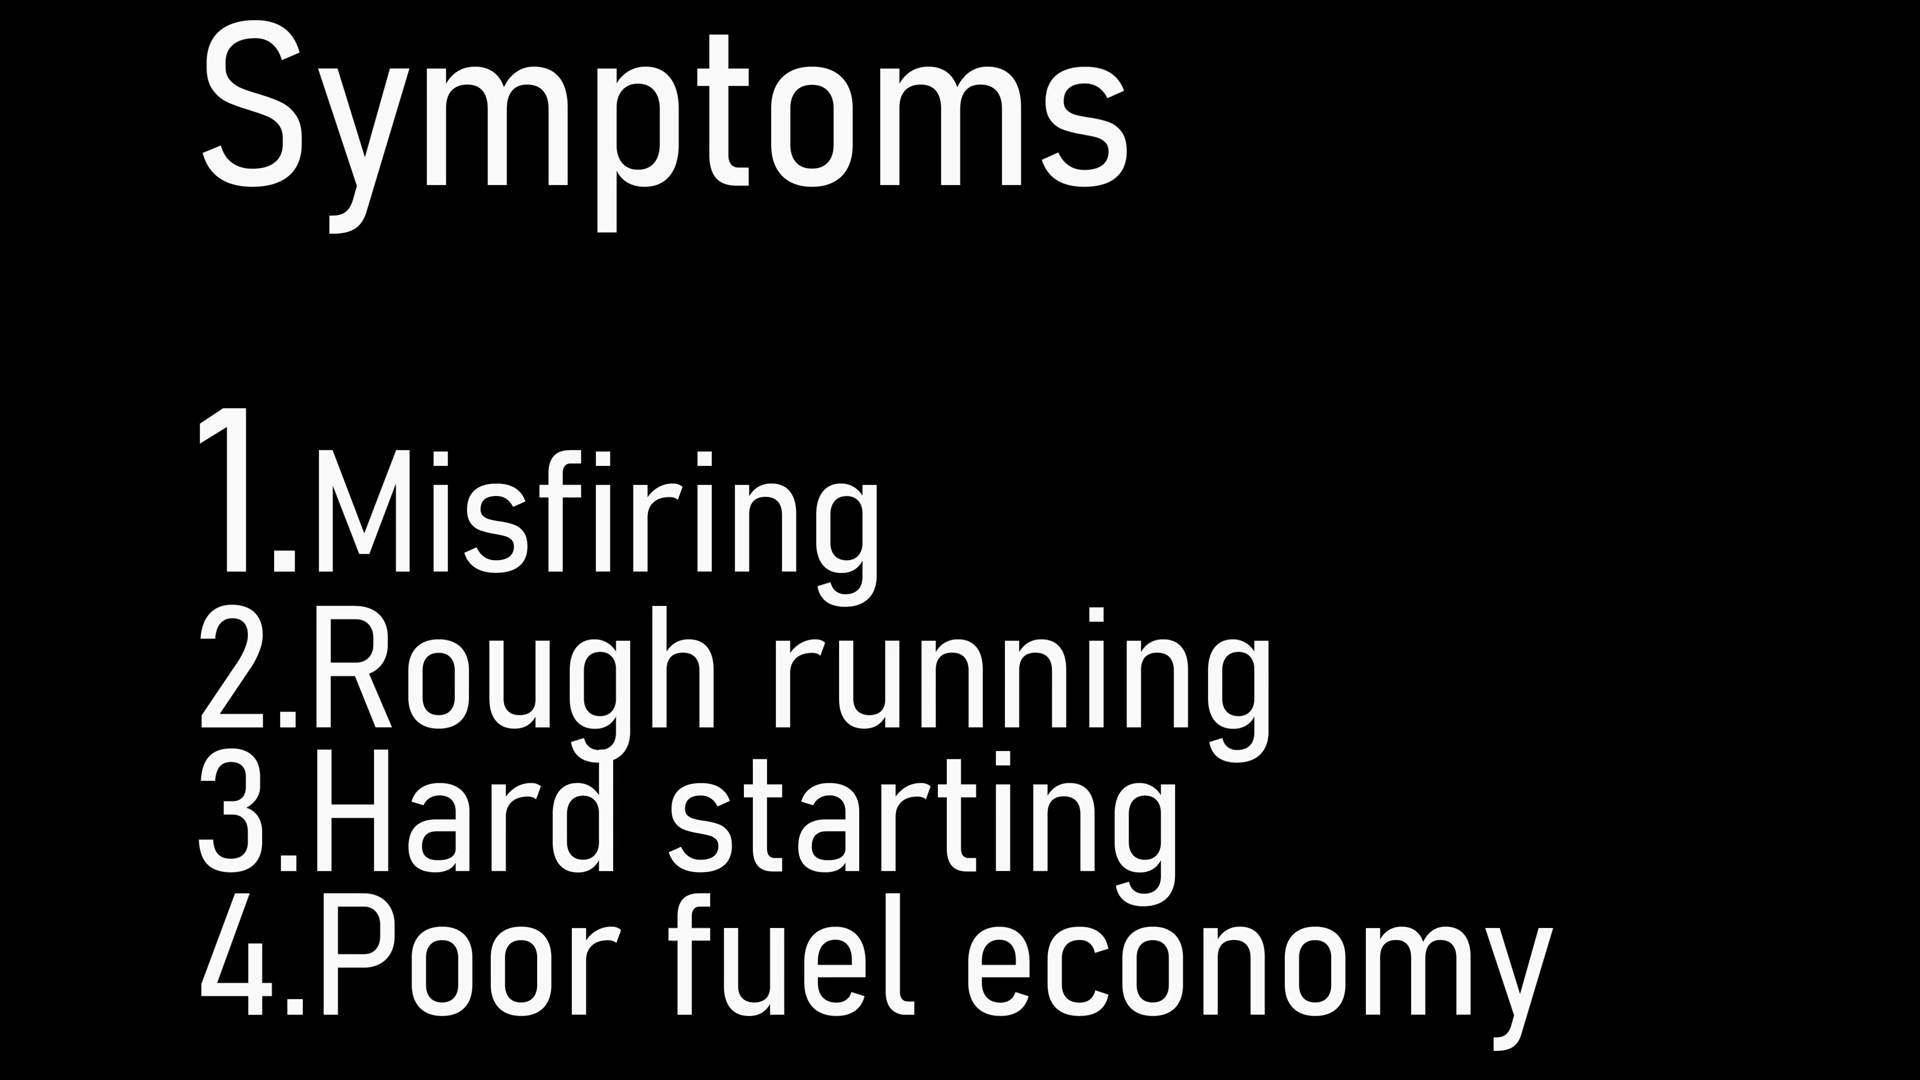 Symptoms
1.Misfiring
2.Rough running
3.Hard starting
4.Poor fuel economy